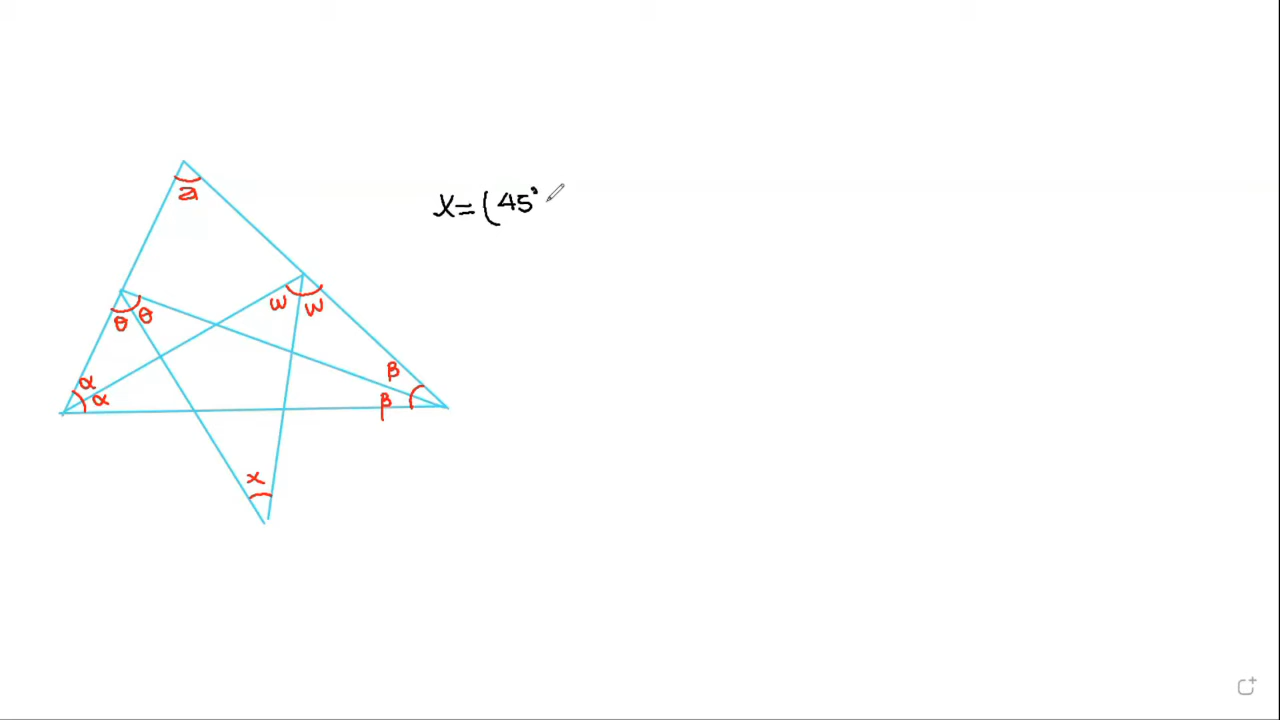 a
x = (45°
ω ω
θ θ
α
β
α
β
x